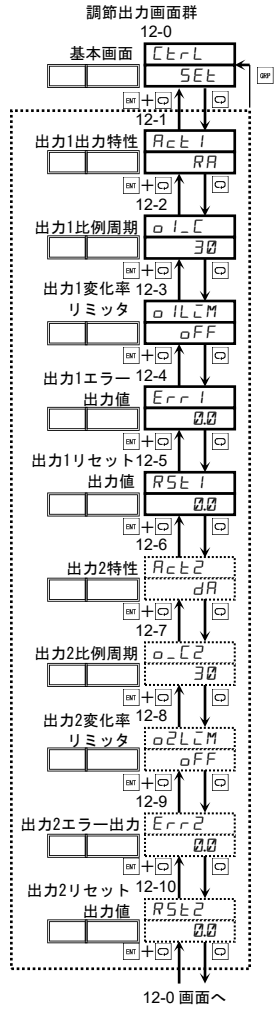 調節出力画面群
12-0
基本画面
CtrL
SEt
GRP
ENT
+
12-1
出力1出力特性
Act1
RA
ENT
+
12-2
出力1比例周期
o1_C
30
ENT
+
出力1変化率 12-3
リミッタ
o1LiM
oFF
ENT
+
出力1エラー 12-4
出力値
Err1
0.0
ENT
+
出力1リセット12-5
出力値
RSt1
0.0
ENT
+
12-6
出力2特性
Act2
dA
ENT
+
12-7
出力2比例周期
o_C2
30
ENT
+
出力2変化率 12-8
リミッタ
o2LiM
oFF
ENT
+
12-9
出力2エラー出力
Err2
0.0
ENT
+
出力2リセット 12-10
出力値
RSt2
0.0
ENT
+
12-0 画面へ